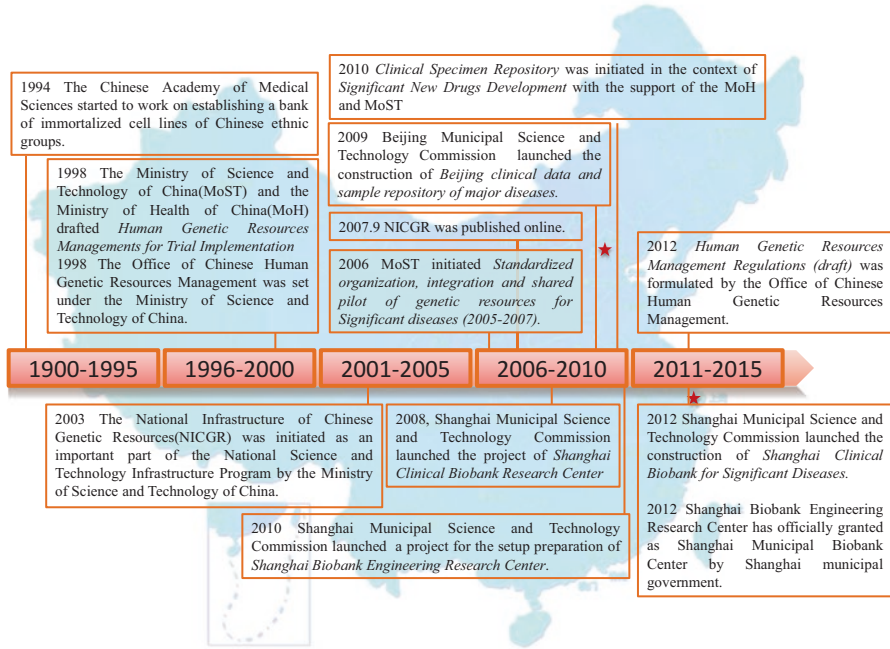 1994 The Chinese Academy of Medical
Sciences started to work on establishing a bank
of immortalized cell lines of Chinese ethnic
groups.
1998 The Ministry of Science and
Technology of China(MoST) and the
Ministry of Health of China(MoH)
drafted Human Genetic Resources
Managements for Trial Implementation
1998 The Office of Chinese Human
Genetic Resources Management was set
under the Ministry of Science and
Technology of China.
2010 Clinical Specimen Repository was initiated in the context of
Significant New Drugs Development with the support of the MoH
and MoST
2009 Beijing Municipal Science and
Technology Commission launched the
construction of Beijing clinical data and
sample repository of major diseases.
2007.9 NICGR was published online.
2006 MoST initiated Standardized
organization, integration and shared
pilot of genetic resources for
Significant diseases (2005-2007).
2012 Human Genetic Resources
Management Regulations (draft) was
formulated by the Office of Chinese
Human Genetic Resources
Management.
1900-1995
1996-2000
2001-2005
2006-2010
2011-2015
2003 The National Infrastructure of Chinese
Genetic Resources(NICGR) was initiated as an
important part of the National Science and
Technology Infrastructure Program by the Ministry
of Science and Technology of China.
2008, Shanghai Municipal Science
and Technology Commission
launched the project of Shanghai
Clinical Biobank Research Center
2010 Shanghai Municipal Science and Technology
Commission launched a project for the setup preparation of
Shanghai Biobank Engineering Research Center.
2012 Shanghai Municipal Science and
Technology Commission launched the
construction of Shanghai Clinical
Biobank for Significant Diseases.
2012 Shanghai Biobank Engineering
Research Center has officially granted
as Shanghai Municipal Biobank
Center by Shanghai municipal
government.